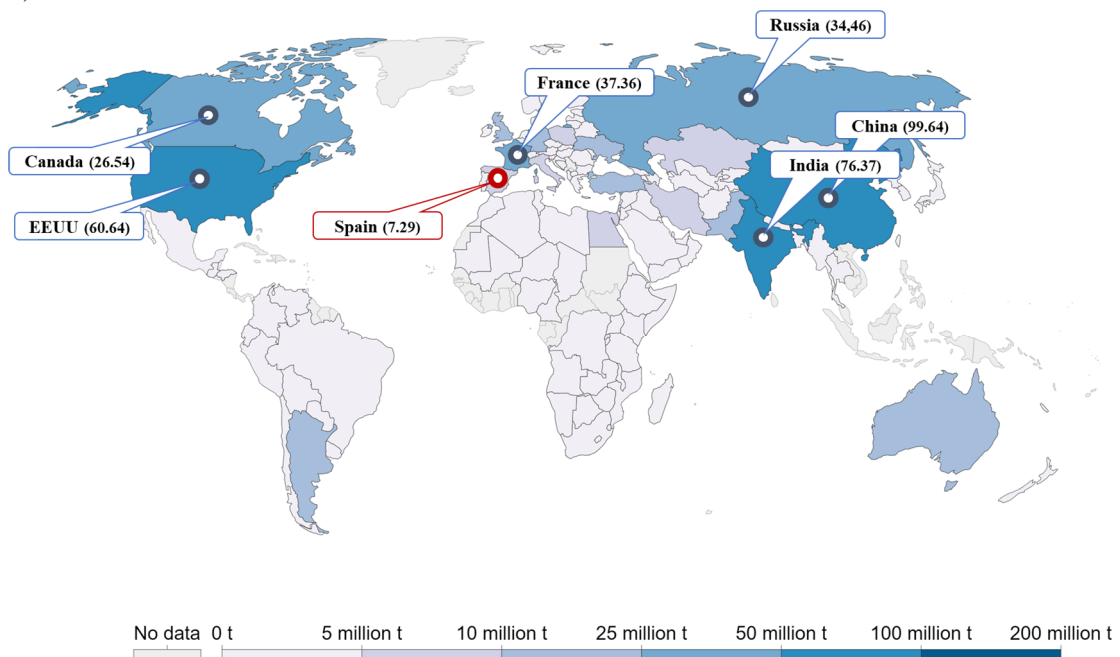 Russia (34,46)
France (37.36)
China (99.64)
Canada (26.54)
India (76.37)
EEUU (60.64)
Spain (7.29)
No data 0 t 5 million t 10 million t 25 million t 50 million t 100 million t 200 million t